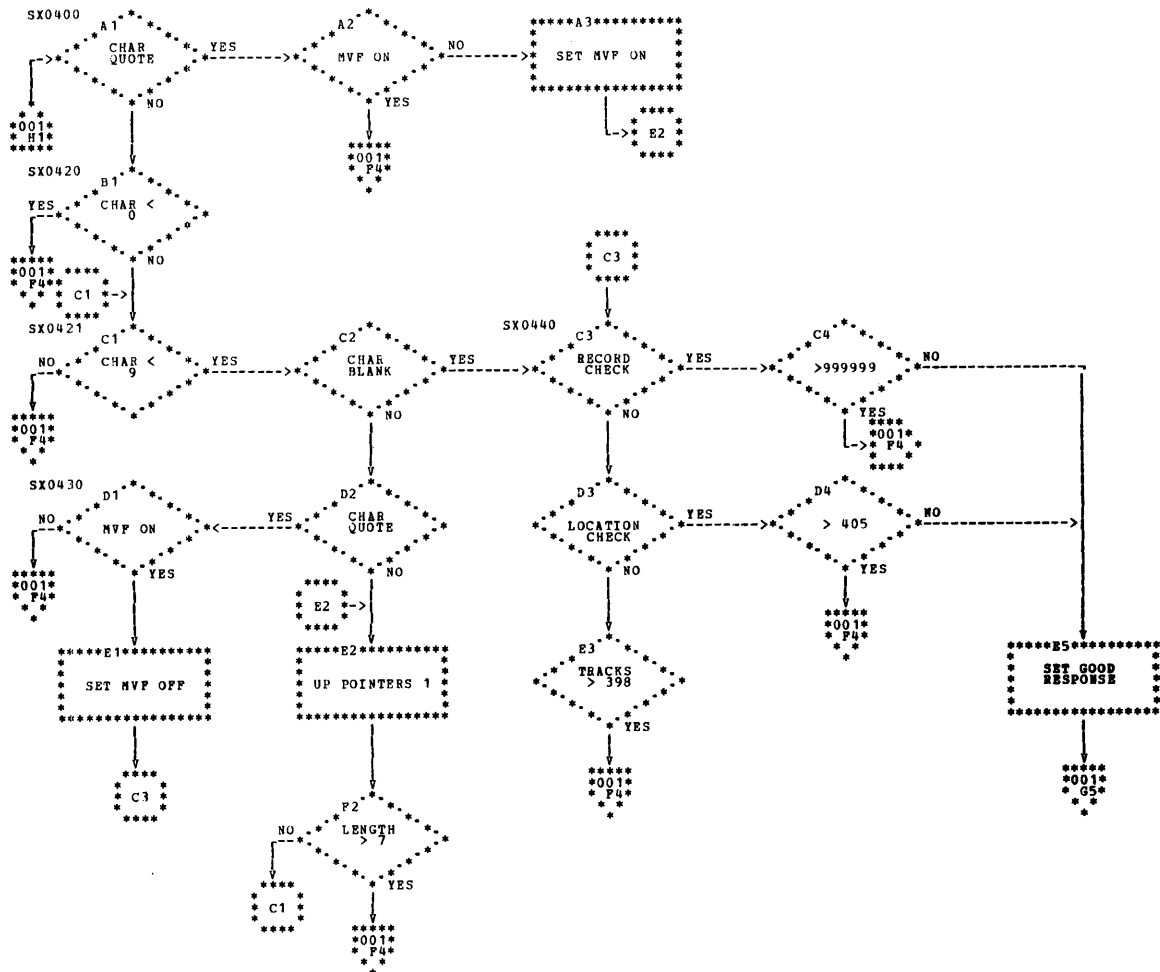 SX0400
A1
CHAR
QUOTE
YES
NO
A2
MVF ON
NO
YES
A3
SET MVF ON
001
H1
001
F4
E2
SX0420
B1
CHAR <
0
YES
NO
001
F4
C1
C3
SX0421
C1
CHAR <
9
NO
YES
C2
CHAR
BLANK
YES
NO
SX0440
C3
RECORD
CHECK
YES
NO
C4
>999999
NO
YES
001
F4
001
F4
SX0430
D1
MVF ON
NO
YES
D2
CHAR
QUOTE
YES
NO
D3
LOCATION
CHECK
YES
NO
D4
> 405
NO
YES
001
F4
E2
001
F4
E1
SET MVF OFF
E2
UP POINTERS 1
E3
TRACKS
> 398
YES
E5
SET GOOD
RESPONSE
C3
F2
LENGTH
> 7
NO
YES
001
F4
001
G5
C1
001
F4